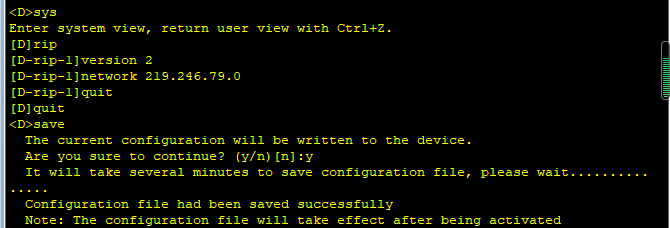 <D>sys
Enter system view, return user view with Ctrl+Z.
[D]rip
[D-rip-1]version 2
[D-rip-1]network 219.246.79.0
[D-rip-1]quit
[D]quit
<D>save
  The current configuration will be written to the device.
  Are you sure to continue? (y/n)[n]:y
  It will take several minutes to save configuration file, please wait..........
.....
  Configuration file had been saved successfully
  Note: The configuration file will take effect after being activated